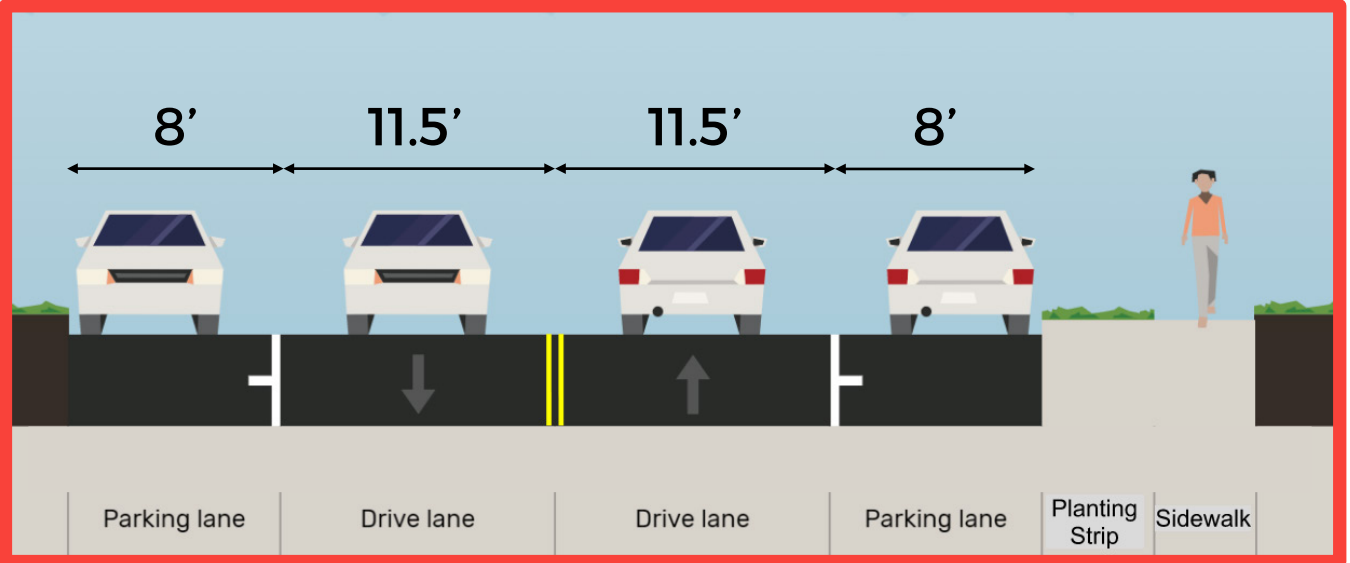 8’ 11.5’ 11.5’ 8’
Parking lane Drive lane Drive lane Parking lane Planting
Strip Sidewalk